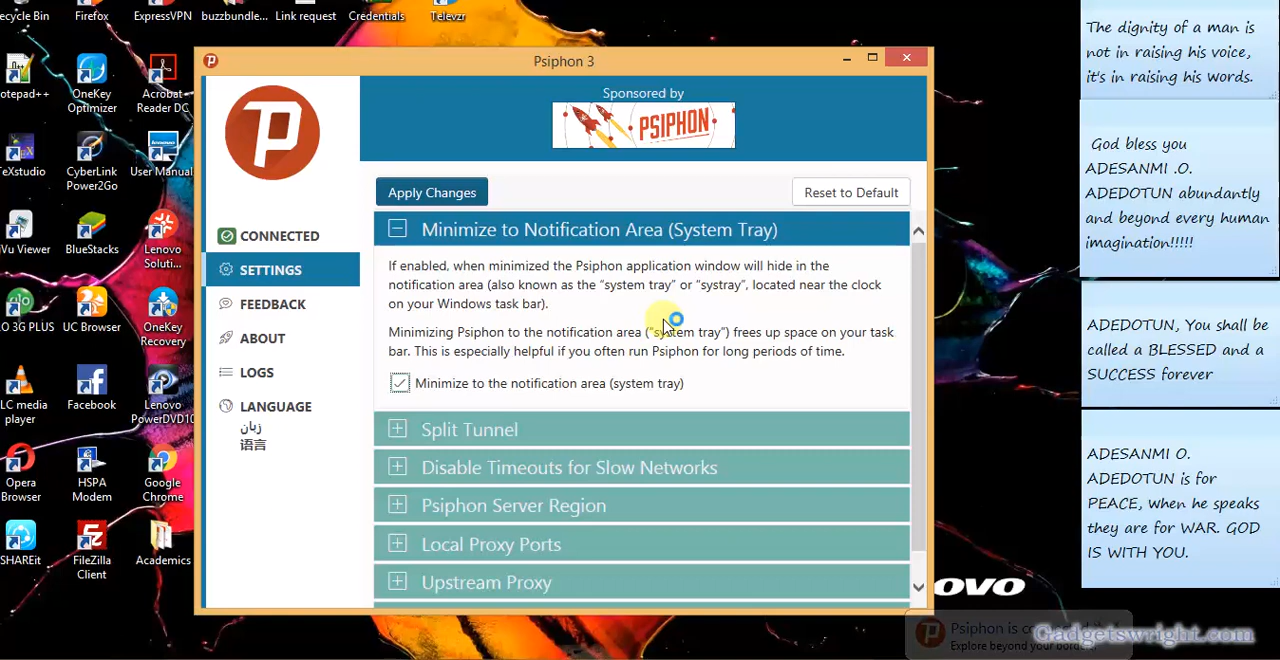 ecycle Bin
Firefox
ExpressVPN
buzzbundle...
Link request
Credentials
Televzr
otepad++
OneKey
Optimizer
Acrobat
Reader DC
eXstudio
CyberLink
Power2Go
User Manual
Vu Viewer
BlueStacks
Lenovo
Soluti...
O 3G PLUS
UC Browser
OneKey
Recovery
LC media
player
Facebook
Lenovo
PowerDVD10
Opera
Browser
HSPA
Modem
Google
Chrome
SHAREit
FileZilla
Client
Academics
Psiphon 3
Sponsored by
PSIPHON
Apply Changes
Reset to Default
CONNECTED
SETTINGS
FEEDBACK
ABOUT
LOGS
LANGUAGE
زبان
语言
Minimize to Notification Area (System Tray)
If enabled, when minimized the Psiphon application window will hide in the
notification area (also known as the “system tray” or “systray”, located near the clock
on your Windows task bar).
Minimizing Psiphon to the notification area (“system tray”) frees up space on your task
bar. This is especially helpful if you often run Psiphon for long periods of time.
Minimize to the notification area (system tray)
Split Tunnel
Disable Timeouts for Slow Networks
Psiphon Server Region
Local Proxy Ports
Upstream Proxy
The dignity of a man is
not in raising his voice,
it's in raising his words.
God bless you
ADESANMI .O.
ADEDOTUN abundantly
and beyond every human
imagination!!!!!
ADEDOTUN, You shall be
called a BLESSED and a
SUCCESS forever
ADESANMI O.
ADEDOTUN is for
PEACE, when he speaks
they are for WAR. GOD
IS WITH YOU.
ovo
Psiphon is
Explore beyond your
Gadgetswright.com